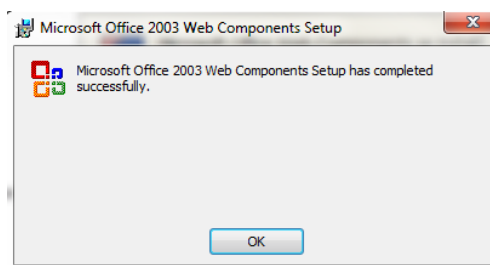 Microsoft Office 2003 Web Components Setup
Microsoft Office 2003 Web Components Setup has completed
successfully.
OK